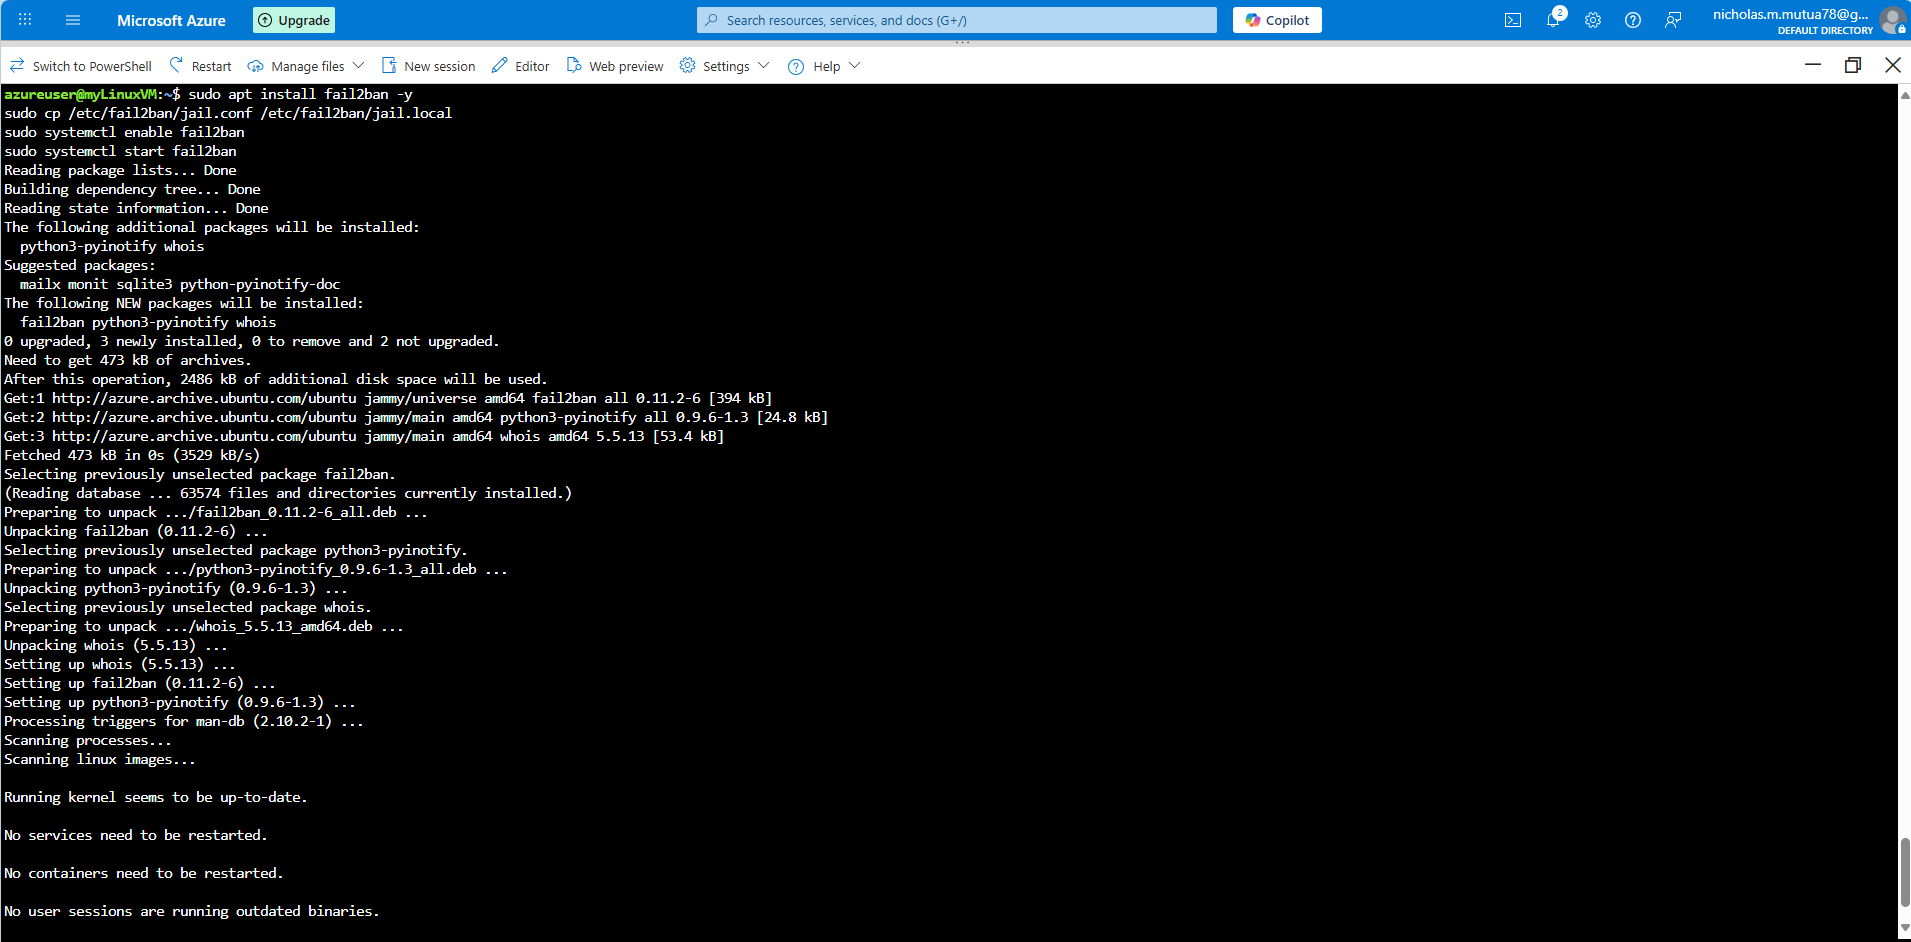 Microsoft Azure
Upgrade
Search resources, services, and docs (G+/)
Copilot
2
nicholas.m.mutua78@g...
DEFAULT DIRECTORY
Switch to PowerShell
Restart
Manage files
New session
Editor
Web preview
Settings
Help
azureuser@myLinuxVM:~$ sudo apt install fail2ban -y
sudo cp /etc/fail2ban/jail.conf /etc/fail2ban/jail.local
sudo systemctl enable fail2ban
sudo systemctl start fail2ban
Reading package lists... Done
Building dependency tree... Done
Reading state information... Done
The following additional packages will be installed:
  python3-pyinotify whois
Suggested packages:
  mailx monit sqlite3 python-pyinotify-doc
The following NEW packages will be installed:
  fail2ban python3-pyinotify whois
0 upgraded, 3 newly installed, 0 to remove and 2 not upgraded.
Need to get 473 kB of archives.
After this operation, 2486 kB of additional disk space will be used.
Get:1 http://azure.archive.ubuntu.com/ubuntu jammy/universe amd64 fail2ban all 0.11.2-6 [394 kB]
Get:2 http://azure.archive.ubuntu.com/ubuntu jammy/main amd64 python3-pyinotify all 0.9.6-1.3 [24.8 kB]
Get:3 http://azure.archive.ubuntu.com/ubuntu jammy/main amd64 whois amd64 5.5.13 [53.4 kB]
Fetched 473 kB in 0s (3529 kB/s)
Selecting previously unselected package fail2ban.
(Reading database ... 63574 files and directories currently installed.)
Preparing to unpack .../fail2ban_0.11.2-6_all.deb ...
Unpacking fail2ban (0.11.2-6) ...
Selecting previously unselected package python3-pyinotify.
Preparing to unpack .../python3-pyinotify_0.9.6-1.3_all.deb ...
Unpacking python3-pyinotify (0.9.6-1.3) ...
Selecting previously unselected package whois.
Preparing to unpack .../whois_5.5.13_amd64.deb ...
Unpacking whois (5.5.13) ...
Setting up whois (5.5.13) ...
Setting up fail2ban (0.11.2-6) ...
Setting up python3-pyinotify (0.9.6-1.3) ...
Processing triggers for man-db (2.10.2-1) ...
Scanning processes...
Scanning linux images...
Running kernel seems to be up-to-date.
No services need to be restarted.
No containers need to be restarted.
No user sessions are running outdated binaries.